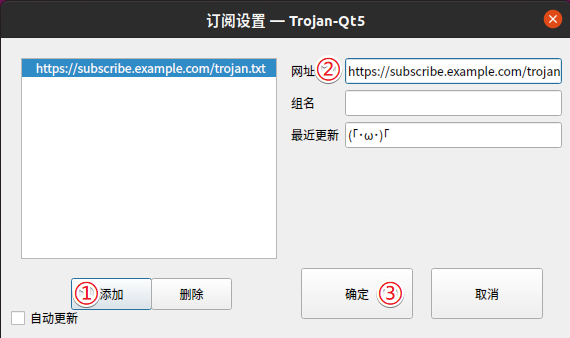 订阅设置 — Trojan-Qt5
https://subscribe.example.com/trojan.txt
网址 ② https://subscribe.example.com/trojan
组名
最近更新 (｢･ω･)｢
① 添加 删除
确定 ③ 取消
自动更新